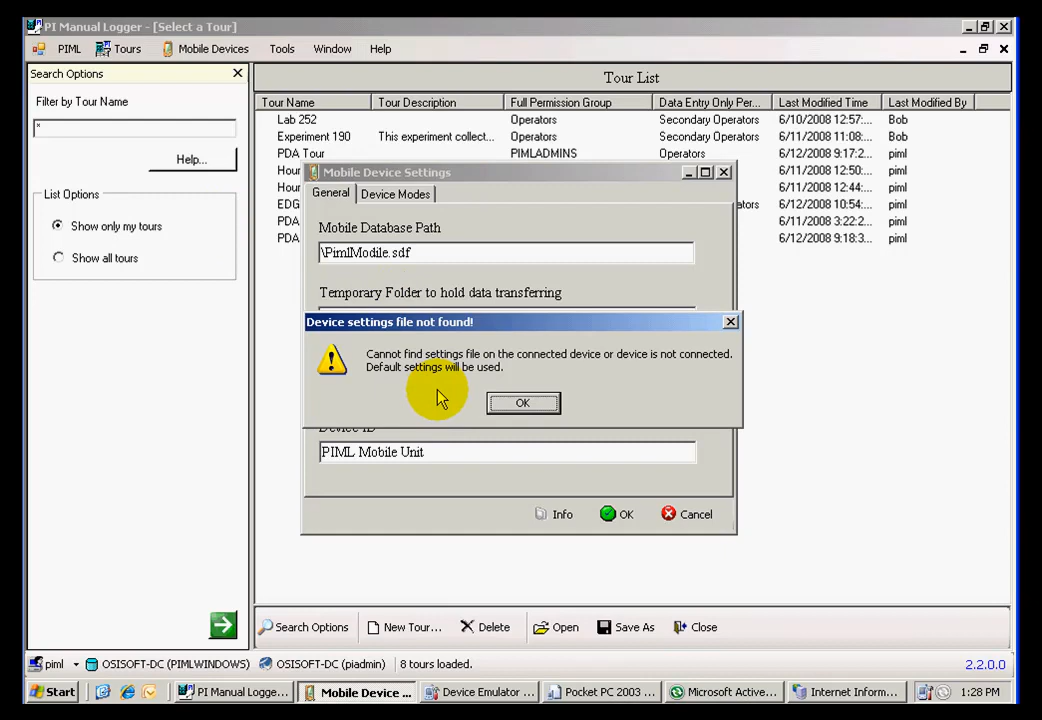 PI Manual Logger - [Select a Tour]
PIML Tours Mobile Devices Tools Window Help
Search Options
Filter by Tour Name
*
Help...
List Options
Show only my tours
Show all tours
Tour List
Tour Name Tour Description Full Permission Group Data Entry Only Per... Last Modified Time Last Modified By
Lab 252 Operators Secondary Operators 6/10/2008 12:57:... Bob
Experiment 190 This experiment collect... Operators Secondary Operators 6/11/2008 11:08:... Bob
PDA Tour PIMLADMINS Operators 6/12/2008 9:17:2... piml
Hour 6/11/2008 12:50:... piml
Hour 6/11/2008 12:44:... piml
EDG ators 6/12/2008 10:54:... piml
PDA 6/11/2008 3:22:2... piml
PDA 6/12/2008 9:18:3... piml
Mobile Device Settings
General Device Modes
Mobile Database Path
\PimlModile.sdf
Temporary Folder to hold data transferring
Device settings file not found!
Cannot find settings file on the connected device or device is not connected.
Default settings will be used.
OK
Device ID
PIML Mobile Unit
Info OK Cancel
Search Options New Tour... Delete Open Save As Close
piml OSISOFT-DC (PIMLWINDOWS) OSISOFT-DC (piadmin) 8 tours loaded. 2.2.0.0
Start PI Manual Logge... Mobile Device ... Device Emulator ... Pocket PC 2003 ... Microsoft Active... Internet Inform... 1:28 PM